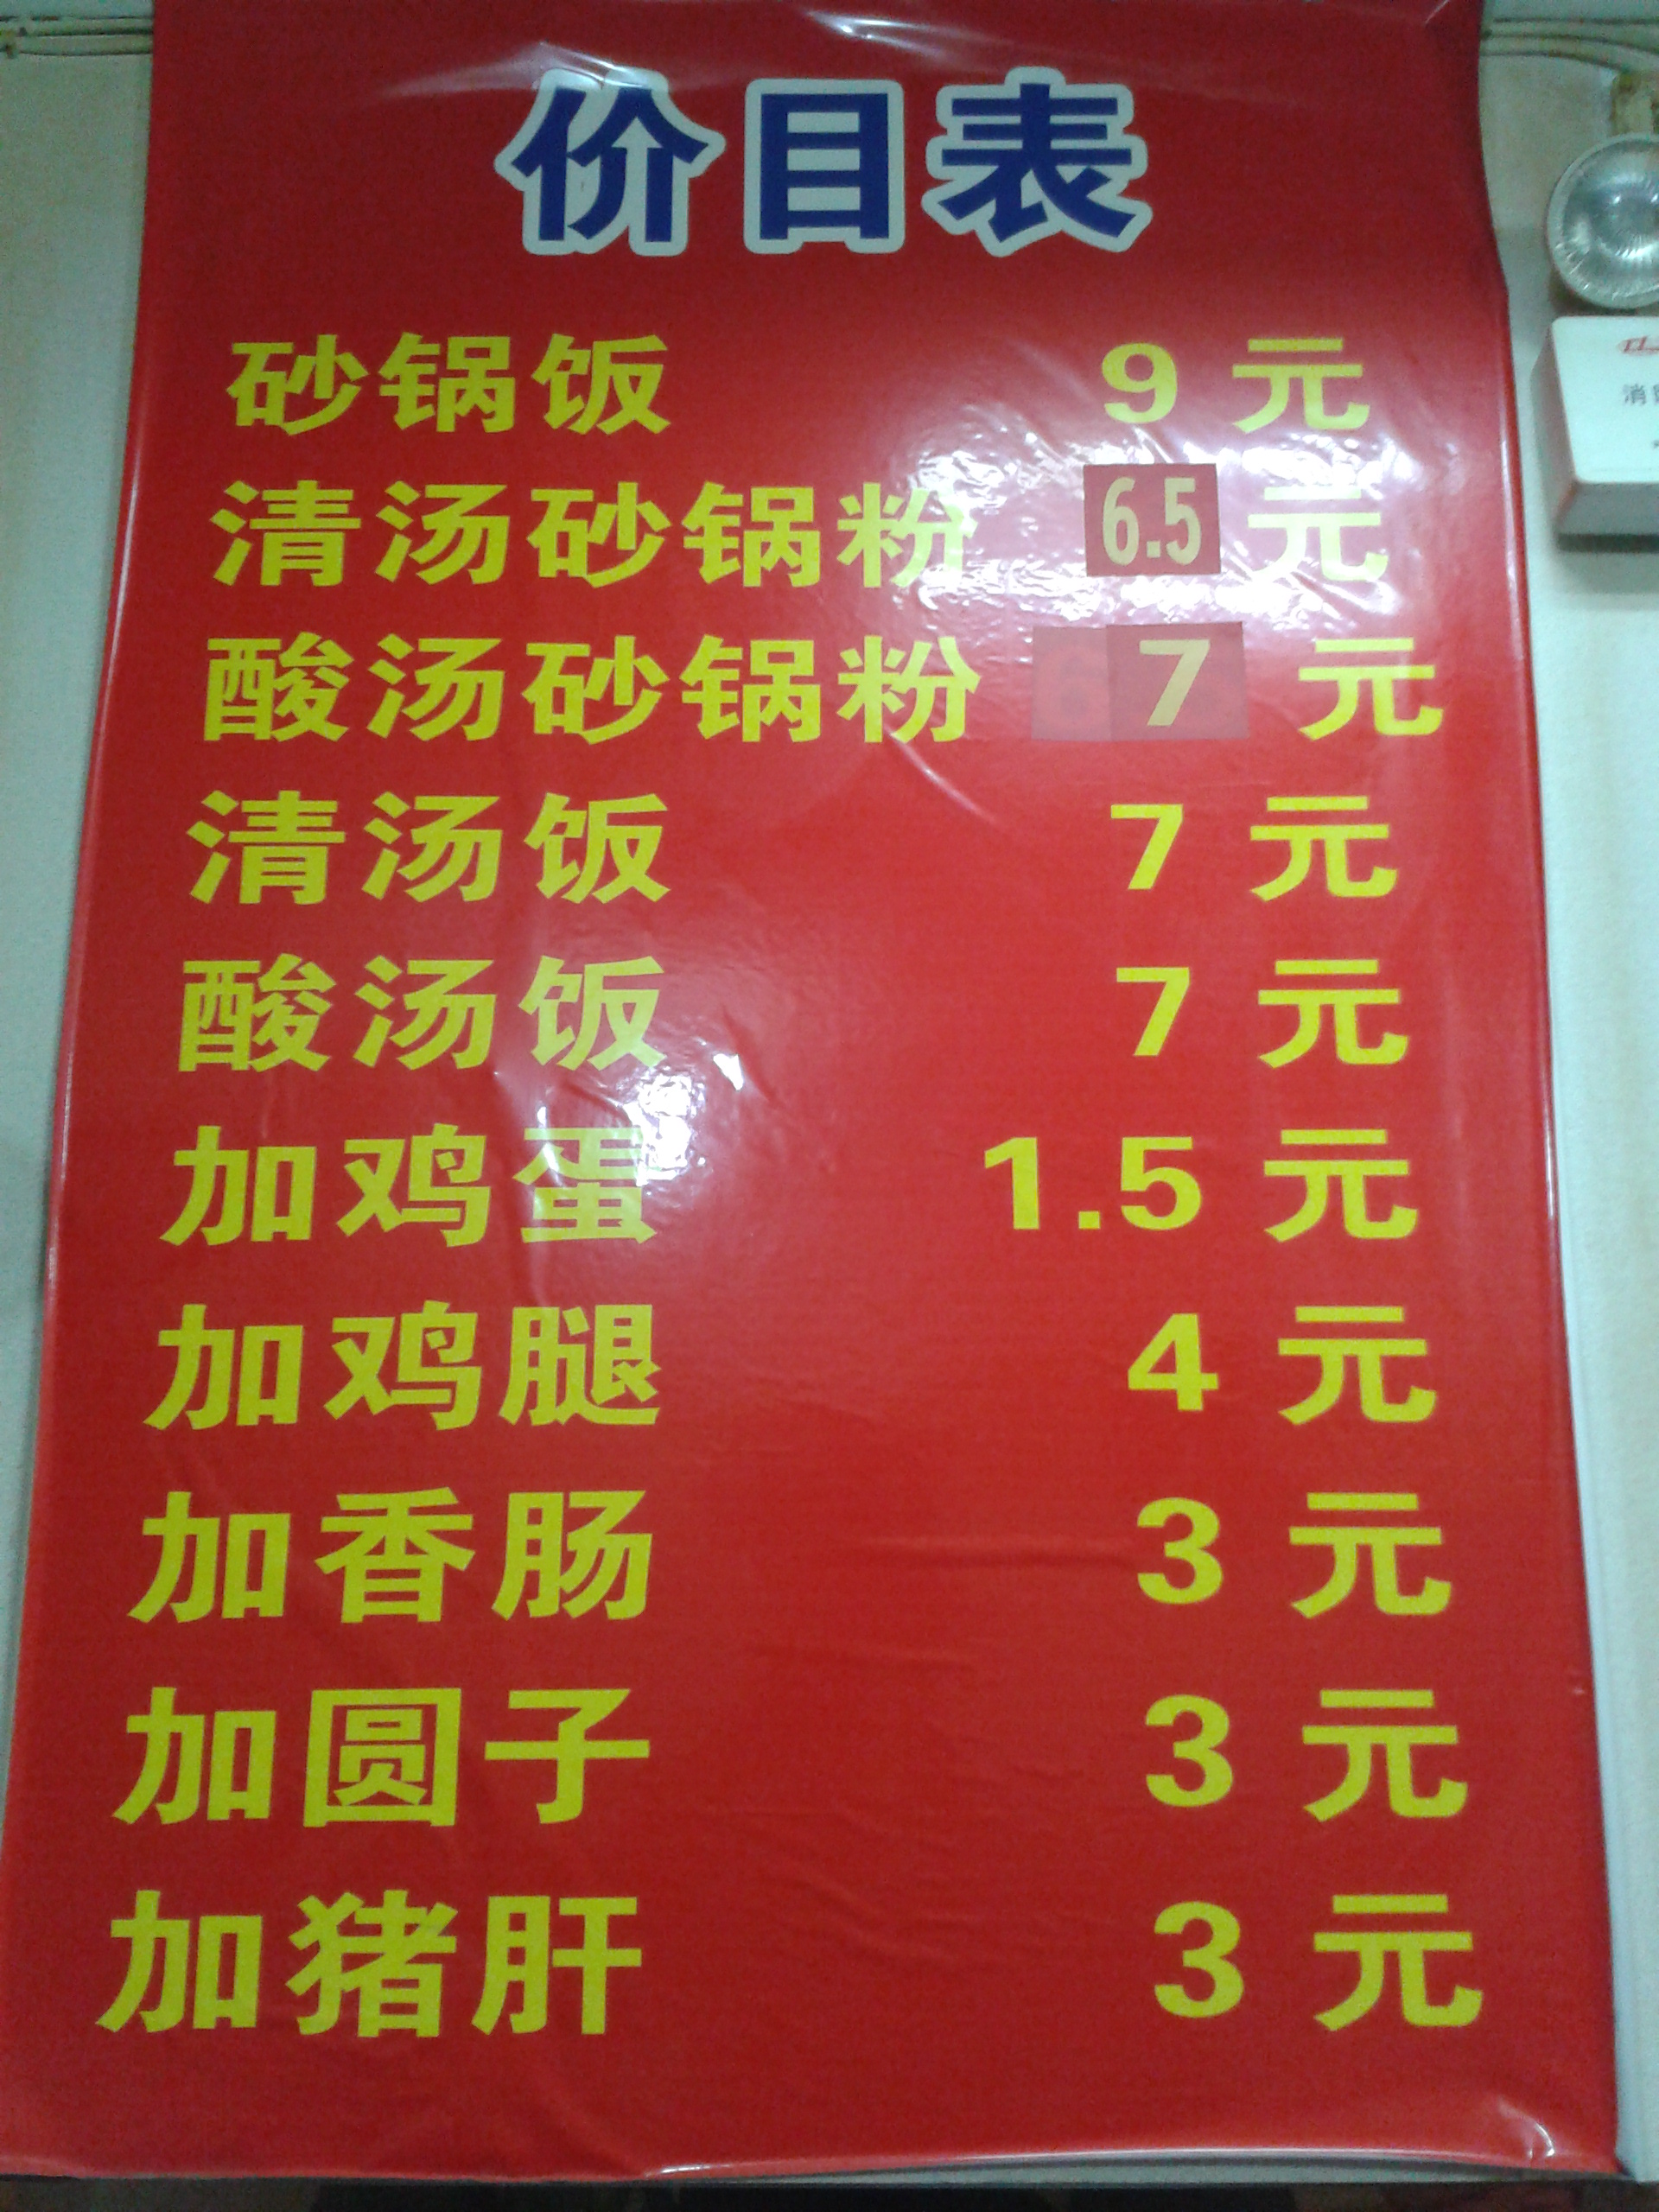 价目表
砂锅饭 9 元
清汤砂锅粉 6.5 元
酸汤砂锅粉 7 元
清汤饭 7 元
酸汤饭 7 元
加鸡蛋 1.5 元
加鸡腿 4 元
加香肠 3 元
加圆子 3 元
加猪肝 3 元
消